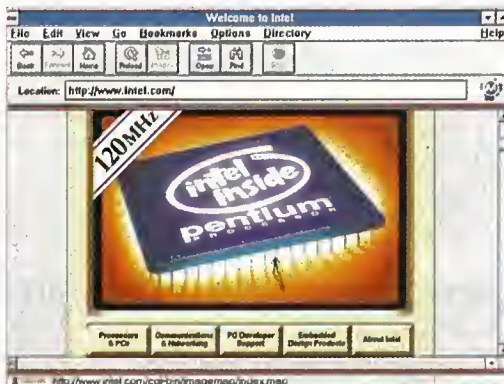 Welcome to Intel
File Edit View Go Bookmarks Options Directory Help
Back Forward Home Reload Images Open Find Stop
Location: http://www.intel.com/
120MHz
intel
inside
pentium
PROCESSOR
Processors & PCs
Communications & Networking
PC Developer Support
Embedded Design Products
About Intel
http://www.intel.com/cgi-bin/imagemap/index.map